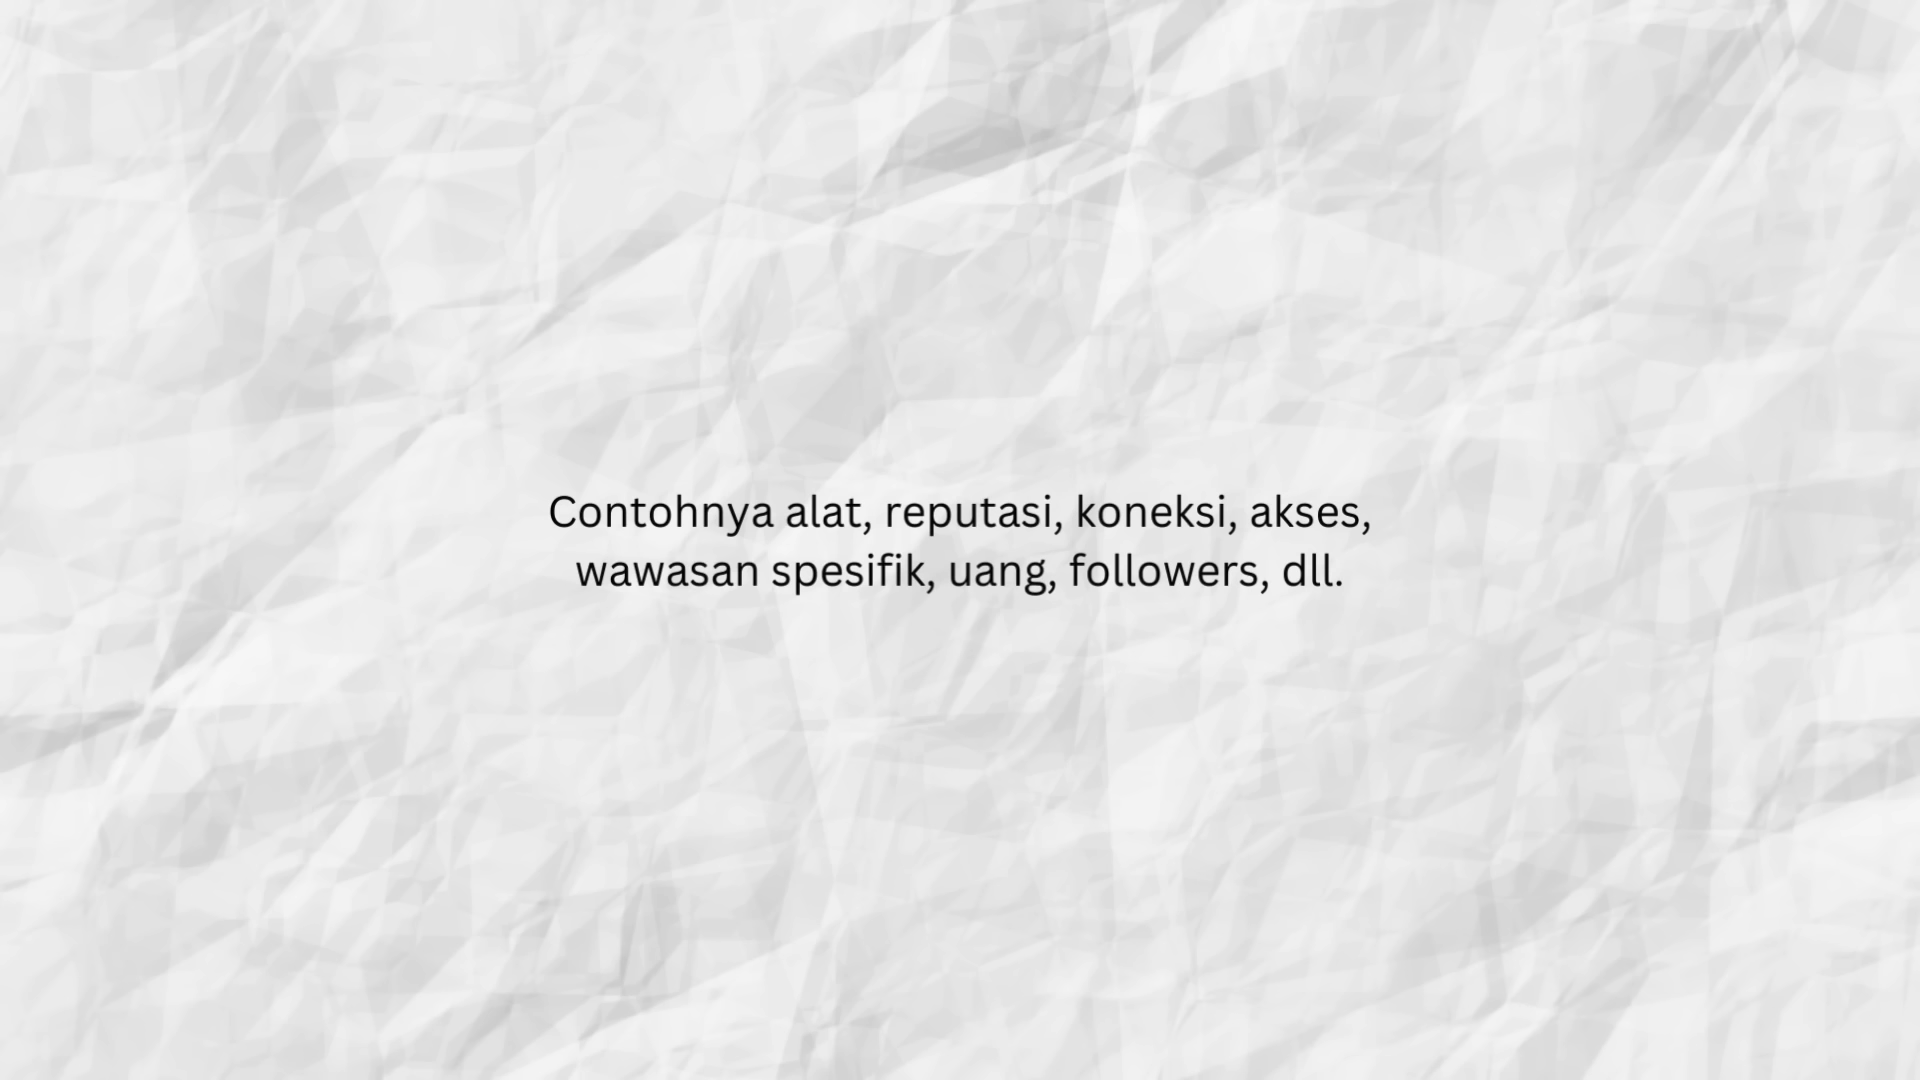 Contohnya alat, reputasi, koneksi, akses,
wawasan spesifik, uang, followers, dll.